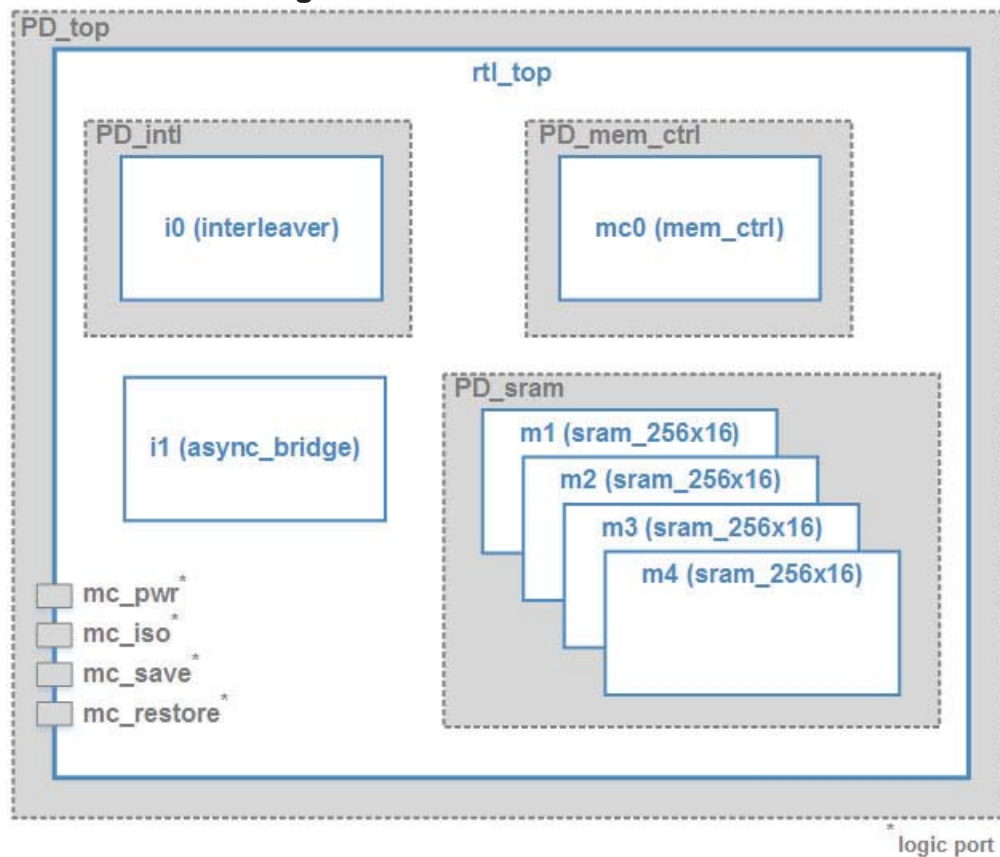 PD_top
rtl_top
PD_intl
PD_mem_ctrl
i0 (interleaver)
mc0 (mem_ctrl)
PD_sram
i1 (async_bridge)
m1 (sram_256x16)
m2 (sram_256x16)
m3 (sram_256x16)
m4 (sram_256x16)
mc_pwr*
mc_iso*
mc_save*
mc_restore*
* logic port